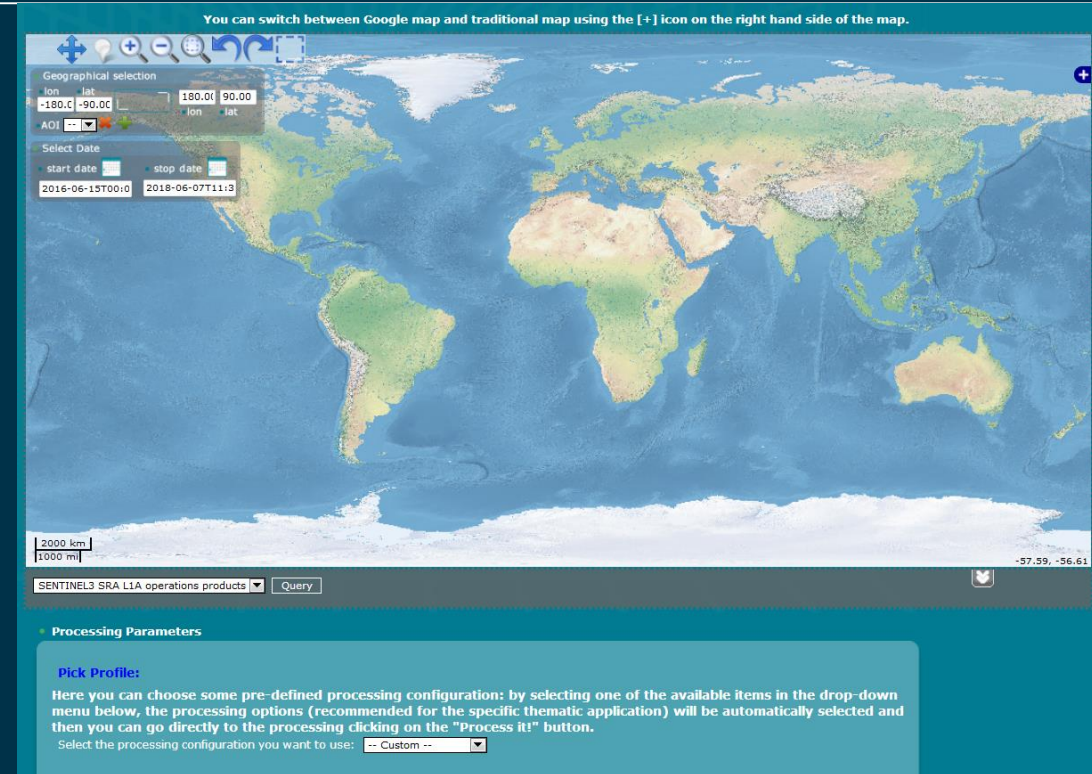 You can switch between Google map and traditional map using the [+] icon on the right hand side of the map.
Geographical selection
lon lat
-180.0 -90.00 180.00 90.00
lon lat
AOI --
Select Date
start date stop date
2016-06-15T00:0 2018-06-07T11:3
2000 km
1000 mi
-57.59, -56.61
SENTINEL3 SRA L1A operations products Query
Processing Parameters
Pick Profile:
Here you can choose some pre-defined processing configuration: by selecting one of the available items in the drop-down
menu below, the processing options (recommended for the specific thematic application) will be automatically selected and
then you can go directly to the processing clicking on the "Process it!" button.
Select the processing configuration you want to use: -- Custom --